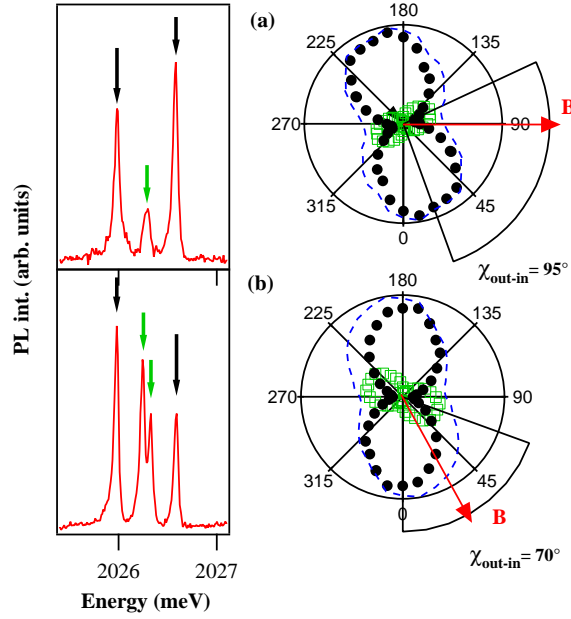 (a)
180
225
135
270
90
B
315
45
0
χout-in= 95°
(b)
180
225
135
270
90
315
45
0
B
χout-in= 70°
PL int. (arb. units)
2026
2027
Energy (meV)